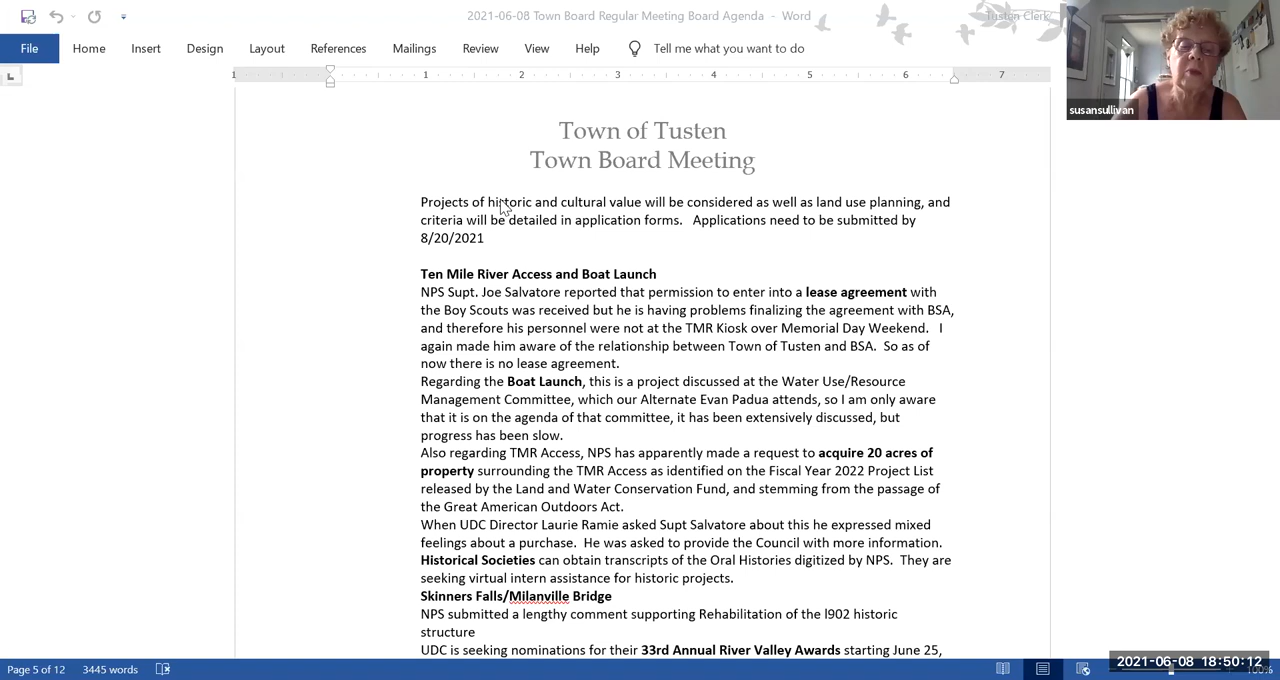 2021-06-08 Town Board Regular Meeting Board Agenda - Word
Tusten Clerk
File Home Insert Design Layout References Mailings Review View Help Tell me what you want to do
susansullivan
1 1 2 3 4 5 6 7
Town of Tusten
Town Board Meeting
Projects of historic and cultural value will be considered as well as land use planning, and
criteria will be detailed in application forms. Applications need to be submitted by
8/20/2021
Ten Mile River Access and Boat Launch
NPS Supt. Joe Salvatore reported that permission to enter into a lease agreement with
the Boy Scouts was received but he is having problems finalizing the agreement with BSA,
and therefore his personnel were not at the TMR Kiosk over Memorial Day Weekend. I
again made him aware of the relationship between Town of Tusten and BSA. So as of
now there is no lease agreement.
Regarding the Boat Launch, this is a project discussed at the Water Use/Resource
Management Committee, which our Alternate Evan Padua attends, so I am only aware
that it is on the agenda of that committee, it has been extensively discussed, but
progress has been slow.
Also regarding TMR Access, NPS has apparently made a request to acquire 20 acres of
property surrounding the TMR Access as identified on the Fiscal Year 2022 Project List
released by the Land and Water Conservation Fund, and stemming from the passage of
the Great American Outdoors Act.
When UDC Director Laurie Ramie asked Supt Salvatore about this he expressed mixed
feelings about a purchase. He was asked to provide the Council with more information.
Historical Societies can obtain transcripts of the Oral Histories digitized by NPS. They are
seeking virtual intern assistance for historic projects.
Skinners Falls/Milanville Bridge
NPS submitted a lengthy comment supporting Rehabilitation of the l902 historic
structure
UDC is seeking nominations for their 33rd Annual River Valley Awards starting June 25,
Page 5 of 12 3445 words
2021-06-08 18:50:12
100%